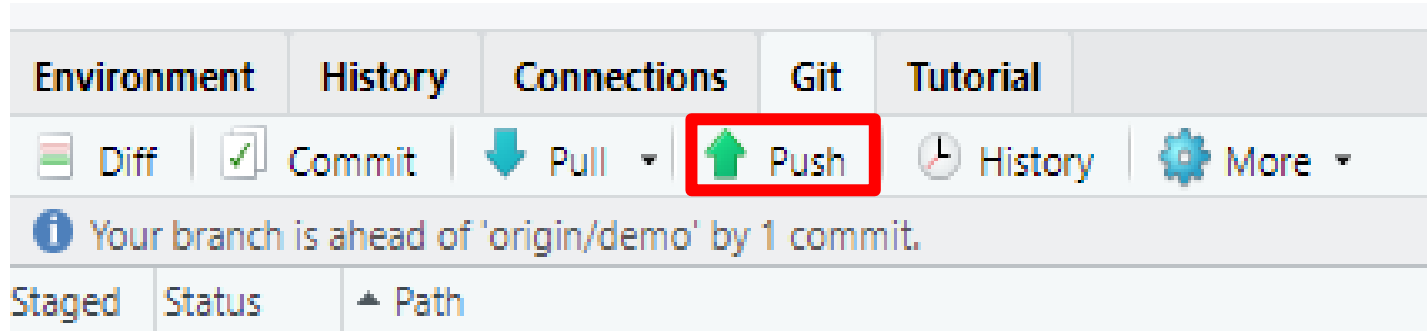 Environment History Connections Git Tutorial
Diff Commit Pull Push History More
Your branch is ahead of 'origin/demo' by 1 commit.
Staged Status Path